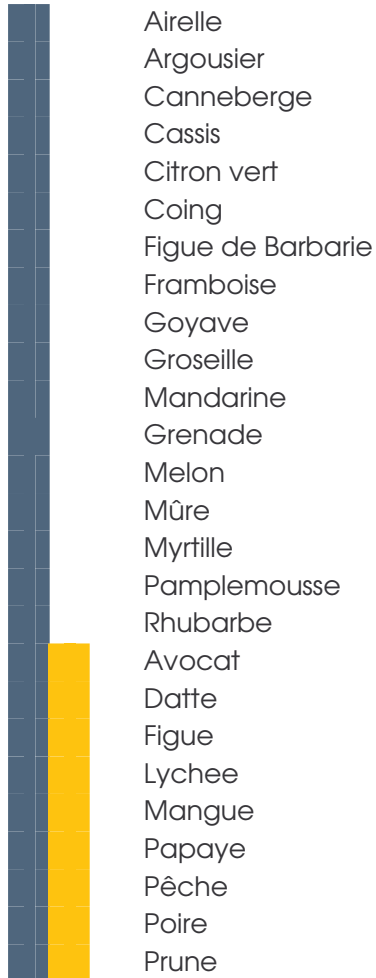 Airelle
Argousier
Canneberge
Cassis
Citron vert
Coing
Figue de Barbarie
Framboise
Goyave
Groseille
Mandarine
Grenade
Melon
Mûre
Myrtille
Pamplemousse
Rhubarbe
Avocat
Datte
Figue
Lychee
Mangue
Papaye
Pêche
Poire
Prune